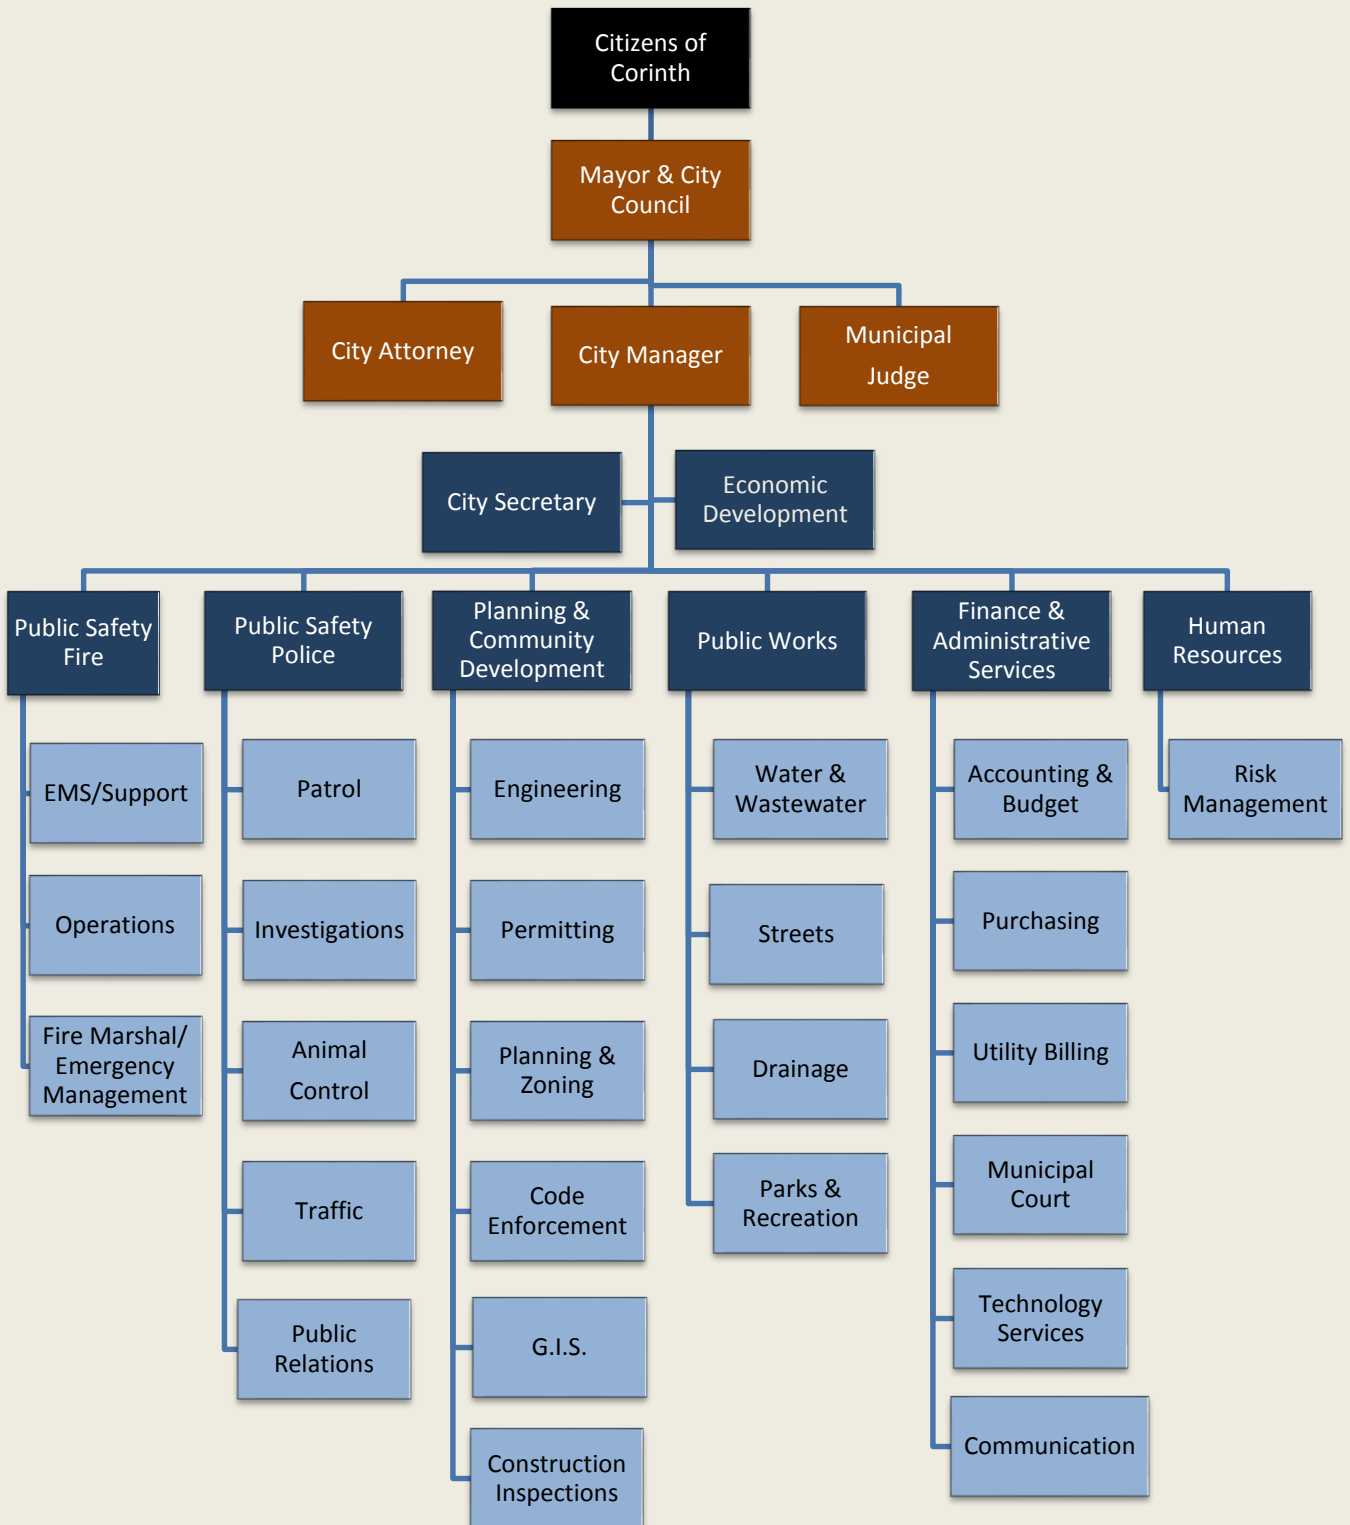 Citizens of
Corinth
Mayor & City
Council
City Attorney
City Manager
Municipal
Judge
City Secretary
Economic
Development
Public Safety
Fire
Public Safety
Police
Planning &
Community
Development
Public Works
Finance &
Administrative
Services
Human
Resources
EMS/Support
Operations
Fire Marshal/
Emergency
Management
Patrol
Investigations
Animal
Control
Traffic
Public
Relations
Engineering
Permitting
Planning &
Zoning
Code
Enforcement
G.I.S.
Construction
Inspections
Water &
Wastewater
Streets
Drainage
Parks &
Recreation
Accounting &
Budget
Purchasing
Utility Billing
Municipal
Court
Technology
Services
Communication
Risk
Management